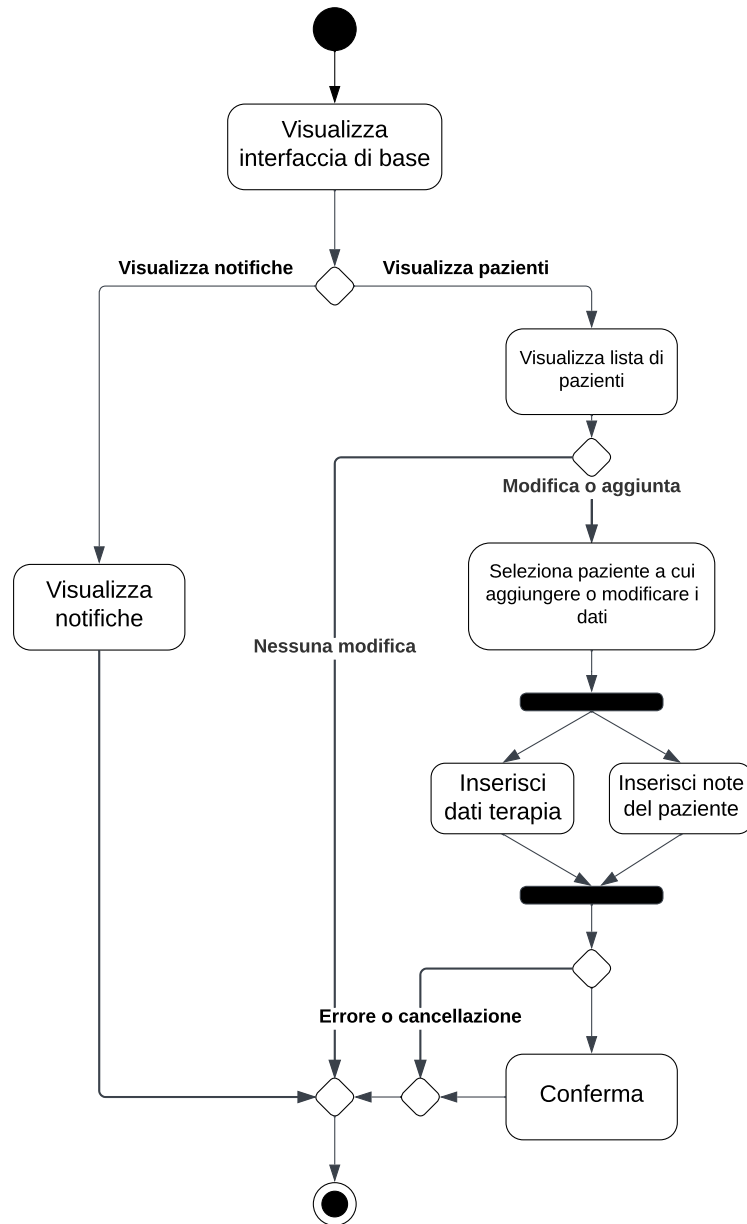 Visualizza
interfaccia di base
Visualizza notifiche
Visualizza pazienti
Visualizza lista di
pazienti
Modifica o aggiunta
Seleziona paziente a cui
aggiungere o modificare i
dati
Visualizza
notifiche
Nessuna modifica
Inserisci
dati terapia
Inserisci note
del paziente
Errore o cancellazione
Conferma